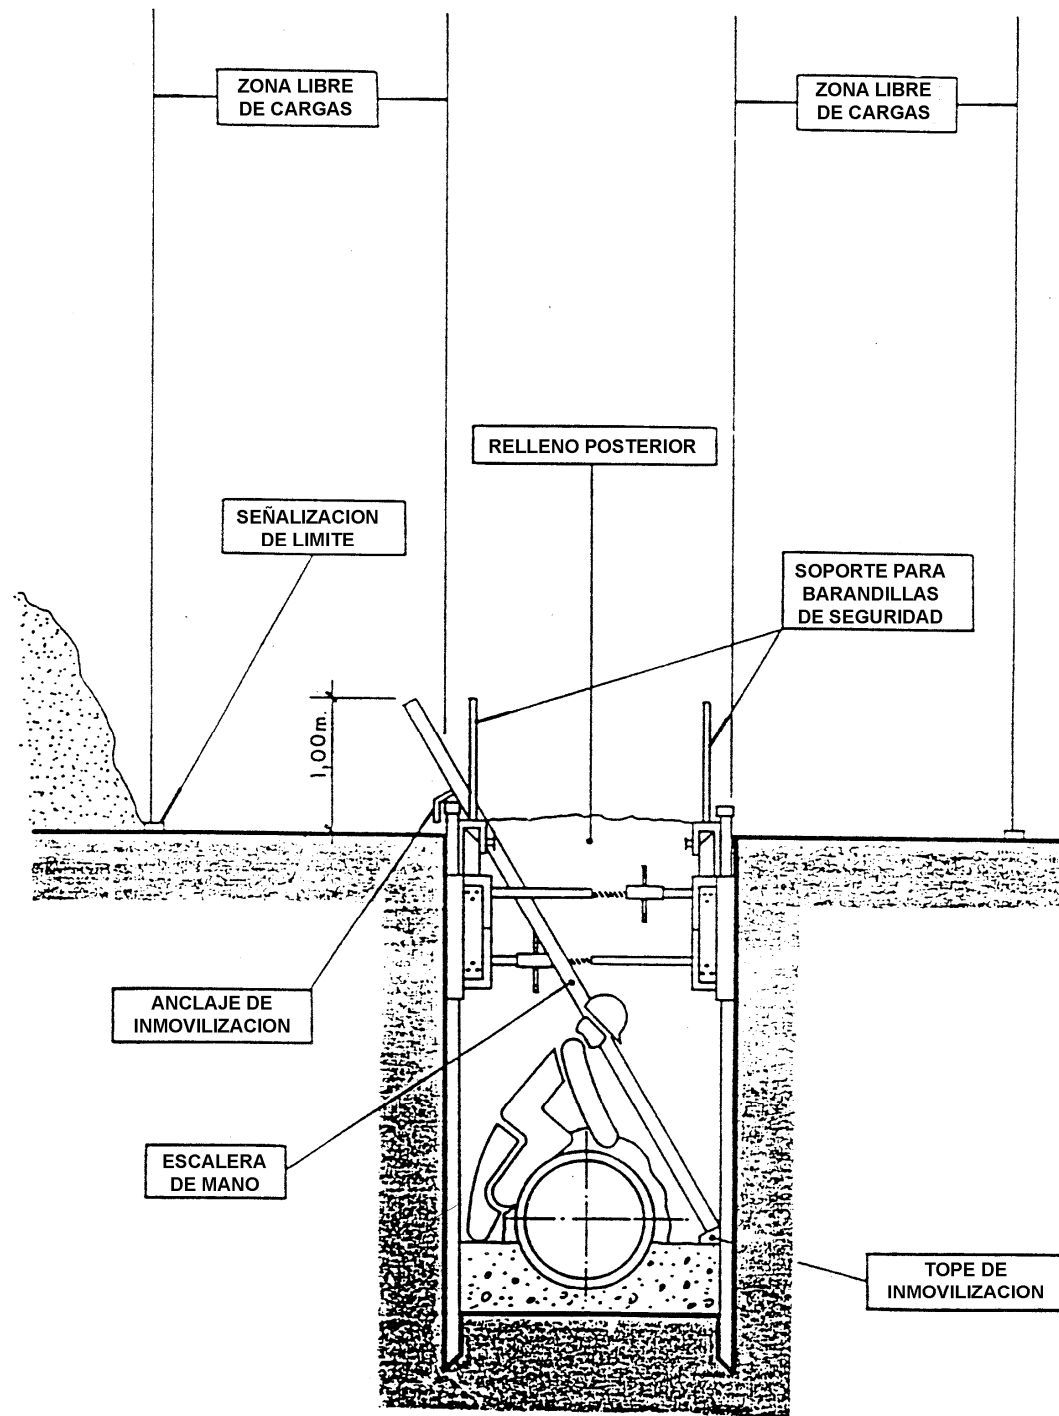 ZONA LIBRE
DE CARGAS
ZONA LIBRE
DE CARGAS
RELLENO POSTERIOR
SEÑALIZACION
DE LIMITE
SOPORTE PARA
BARANDILLAS
DE SEGURIDAD
1,00m.
ANCLAJE DE
INMOVILIZACION
ESCALERA
DE MANO
TOPE DE
INMOVILIZACION